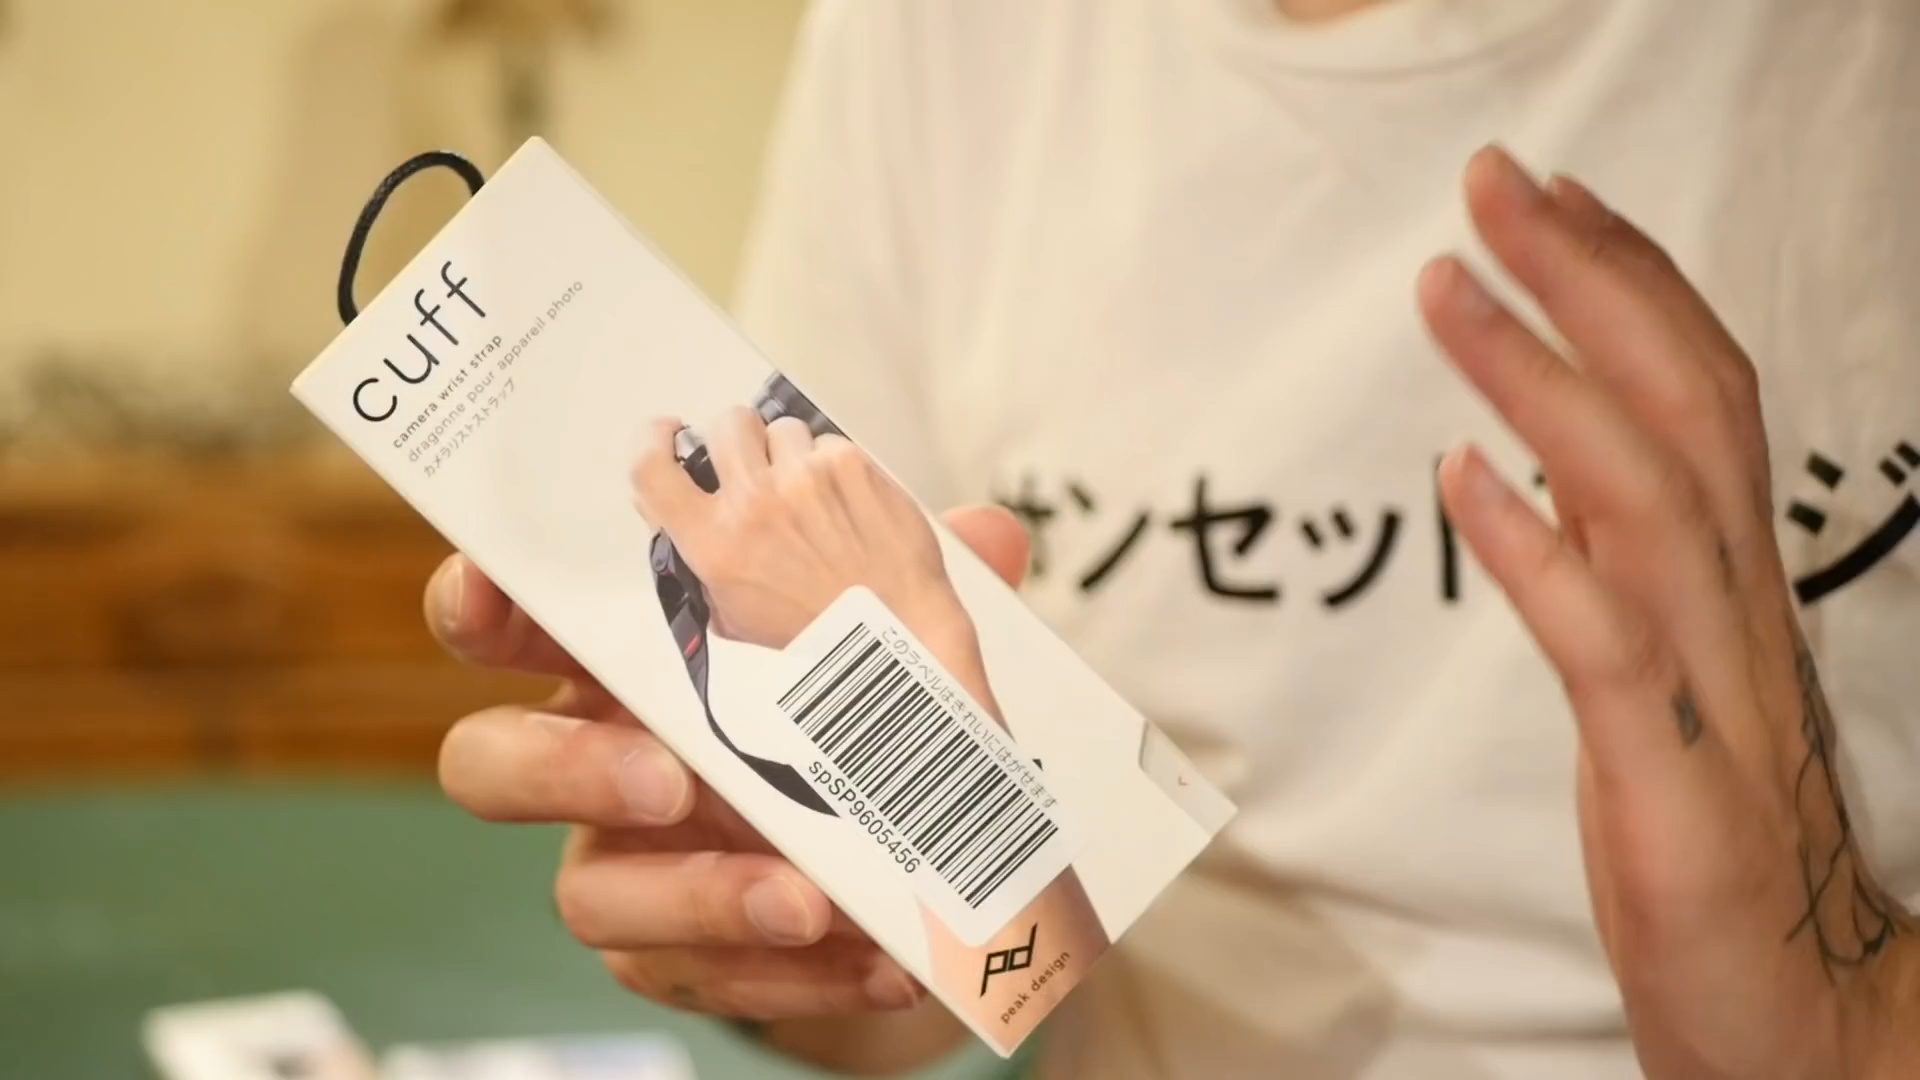 cuff
camera wrist strap
dragonne pour appareil photo
カメラリストストラップ
このラベルはきれいにはがせます
spSP9605456
pd
peak design
オンセット
ジ